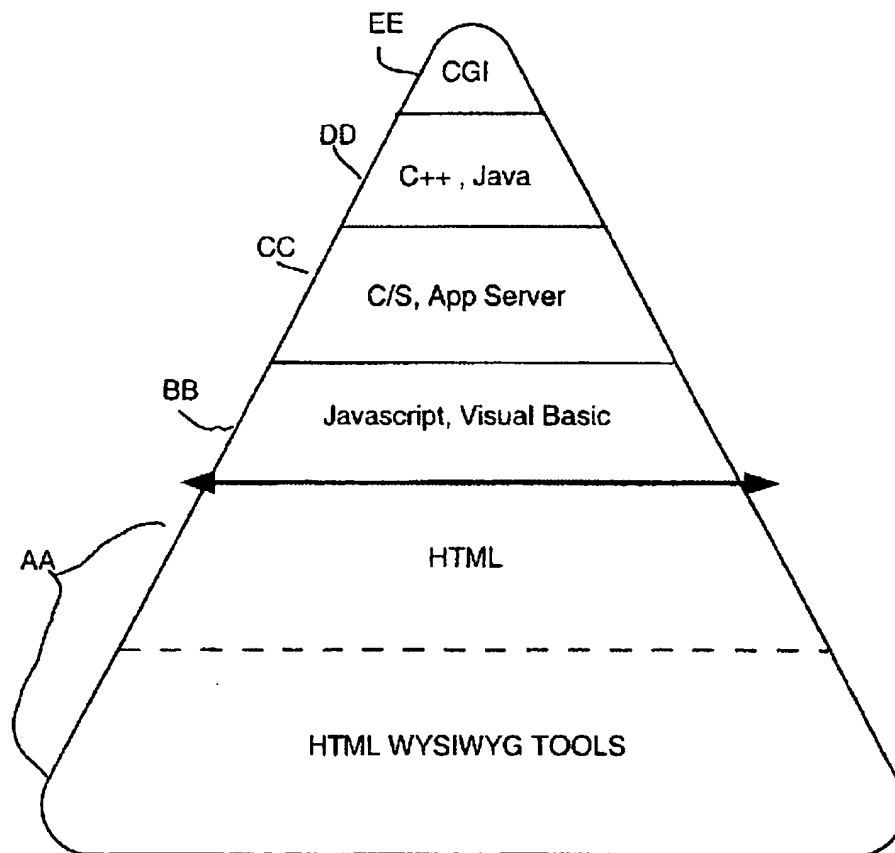 EE
CGI
DD
C++ , Java
CC
C/S, App Server
BB
Javascript, Visual Basic
AA
HTML
HTML WYSIWYG TOOLS